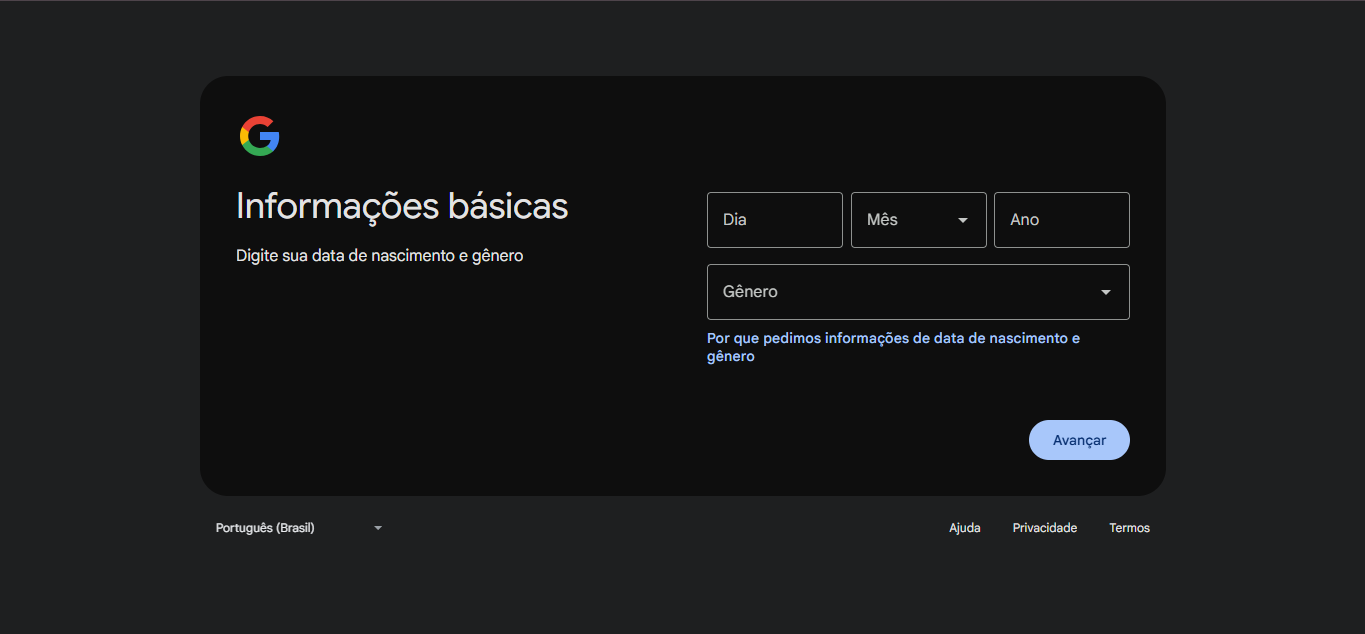 Informações básicas
Digite sua data de nascimento e gênero
Dia
Mês
Ano
Gênero
Por que pedimos informações de data de nascimento e
gênero
Avançar
Português (Brasil)
Ajuda
Privacidade
Termos